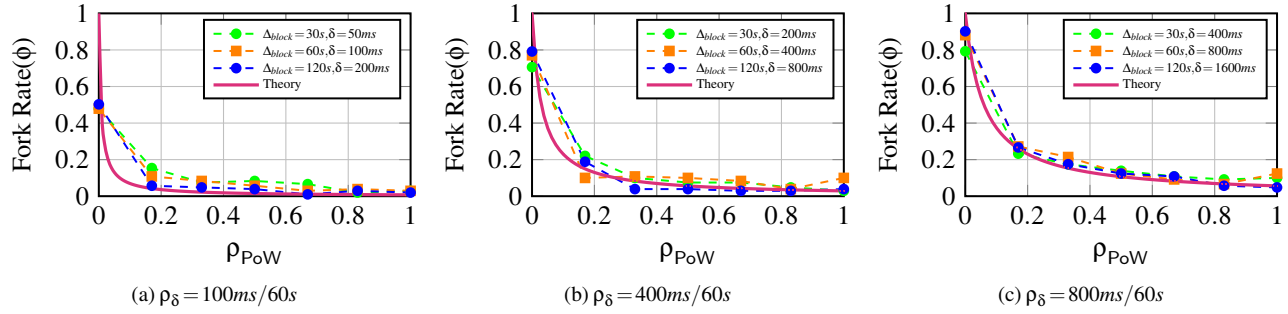 Fork Rate(ϕ)
1
0.8
0.6
0.4
0.2
0
0 0.2 0.4 0.6 0.8 1
ρPoW
Δblock=30s,δ=50ms
Δblock=60s,δ=100ms
Δblock=120s,δ=200ms
Theory
(a) ρδ=100ms/60s
Fork Rate(ϕ)
1
0.8
0.6
0.4
0.2
0
0 0.2 0.4 0.6 0.8 1
ρPoW
Δblock=30s,δ=200ms
Δblock=60s,δ=400ms
Δblock=120s,δ=800ms
Theory
(b) ρδ=400ms/60s
Fork Rate(ϕ)
1
0.8
0.6
0.4
0.2
0
0 0.2 0.4 0.6 0.8 1
ρPoW
Δblock=30s,δ=400ms
Δblock=60s,δ=800ms
Δblock=120s,δ=1600ms
Theory
(c) ρδ=800ms/60s